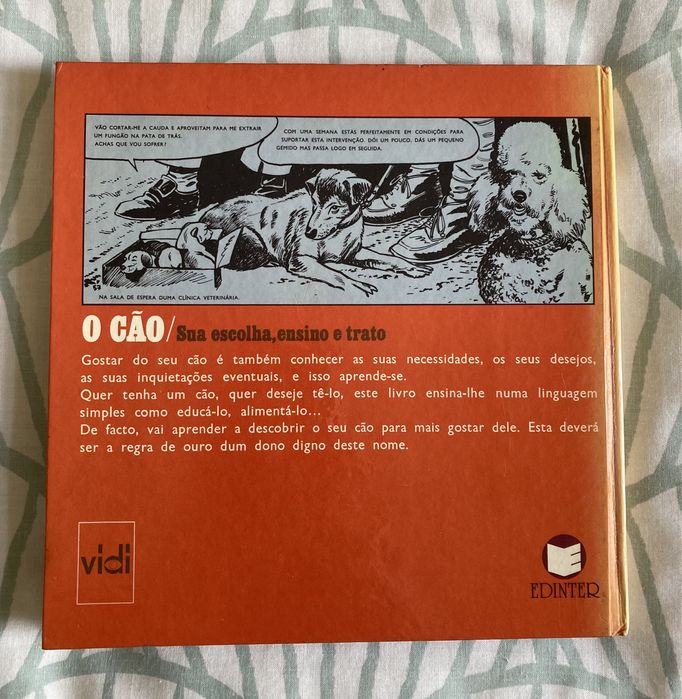 VÃO CORTAR-ME A CAUDA E APROVEITAM PARA ME EXTRAIR
UM FUNGÃO NA PATA DE TRÁS.
ACHAS QUE VOU SOFRER?
COM UMA SEMANA ESTÁS PERFEITAMENTE EM CONDIÇÕES PARA
SUPORTAR ESTA INTERVENÇÃO. DÓI UM POUCO, DÁS UM PEQUENO
GEMIDO MAS PASSA LOGO EM SEGUIDA.
NA SALA DE ESPERA DUMA CLÍNICA VETERINÁRIA.
O CÃO/Sua escolha,ensino e trato
Gostar do seu cão é também conhecer as suas necessidades, os seus desejos,
as suas inquietações eventuais, e isso aprende-se.
Quer tenha um cão, quer deseje tê-lo, este livro ensina-lhe numa linguagem
simples como educá-lo, alimentá-lo...
De facto, vai aprender a descobrir o seu cão para mais gostar dele. Esta deverá
ser a regra de ouro dum dono digno deste nome.
vidi
EDINTER